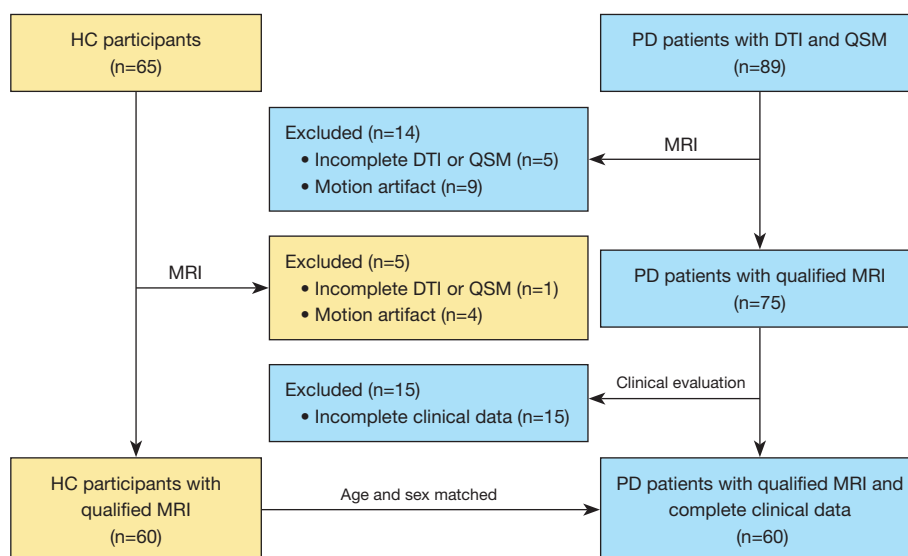 HC participants
(n=65)
PD patients with DTI and QSM
(n=89)
Excluded (n=14)
• Incomplete DTI or QSM (n=5)
• Motion artifact (n=9)
MRI
MRI
Excluded (n=5)
• Incomplete DTI or QSM (n=1)
• Motion artifact (n=4)
PD patients with qualified MRI
(n=75)
Excluded (n=15)
• Incomplete clinical data (n=15)
Clinical evaluation
HC participants with
qualified MRI
(n=60)
Age and sex matched
PD patients with qualified MRI and
complete clinical data
(n=60)